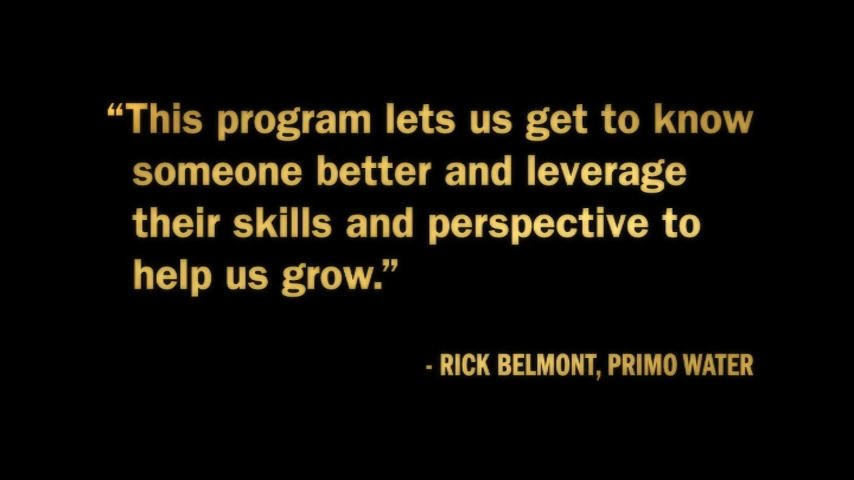 “This program lets us get to know
someone better and leverage
their skills and perspective to
help us grow.”
- RICK BELMONT, PRIMO WATER